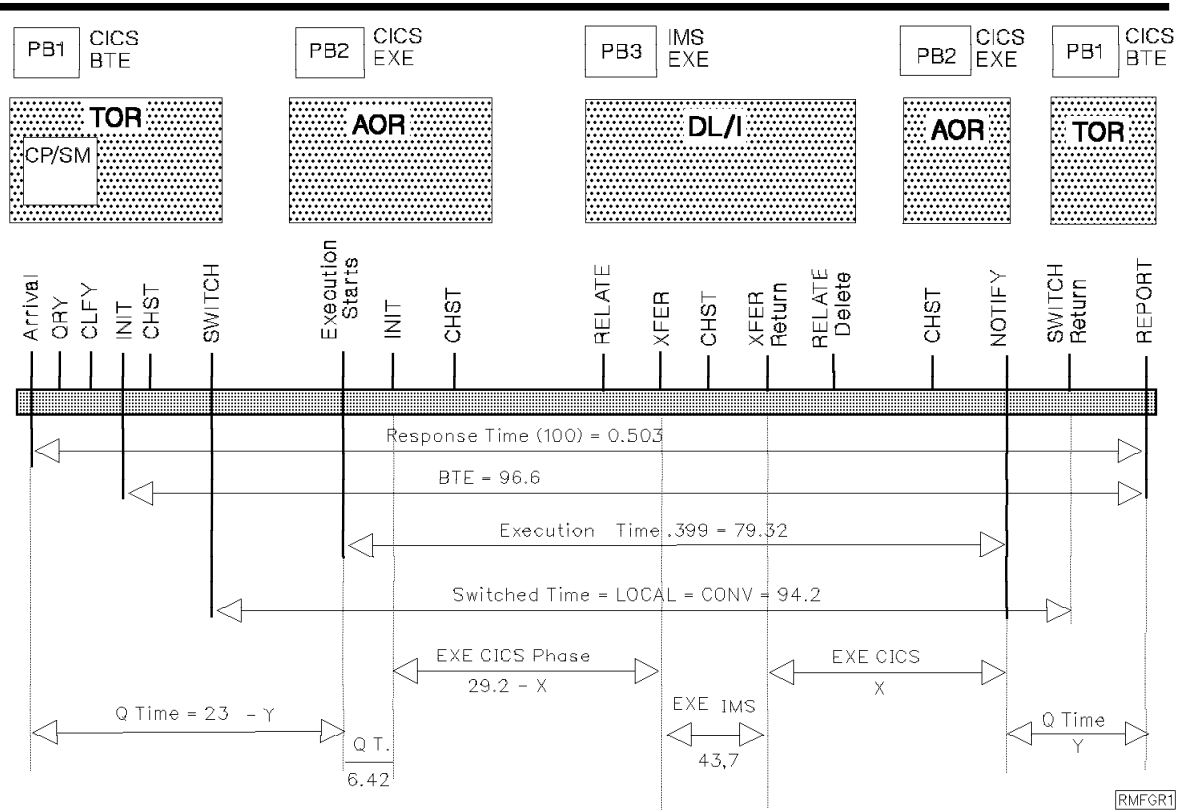 PB1 CICS BTE
PB2 CICS EXE
PB3 IMS EXE
PB2 CICS EXE
PB1 CICS BTE
TOR
CP/SM
AOR
DL/I
AOR
TOR
Arrival
QRY
CLFY
INIT
CHST
SWITCH
Execution Starts
INIT
CHST
RELATE
XFER
CHST
XFER Return
RELATE Delete
CHST
NOTIFY
SWITCH Return
REPORT
Response Time (100) = 0.503
BTE = 96.6
Execution Time .399 = 79.32
Switched Time = LOCAL = CONV = 94.2
EXE CICS Phase
29.2 - X
EXE CICS
X
EXE IMS
43,7
Q Time = 23 - Y
Q T.
6.42
Q Time
Y
RMFGR1